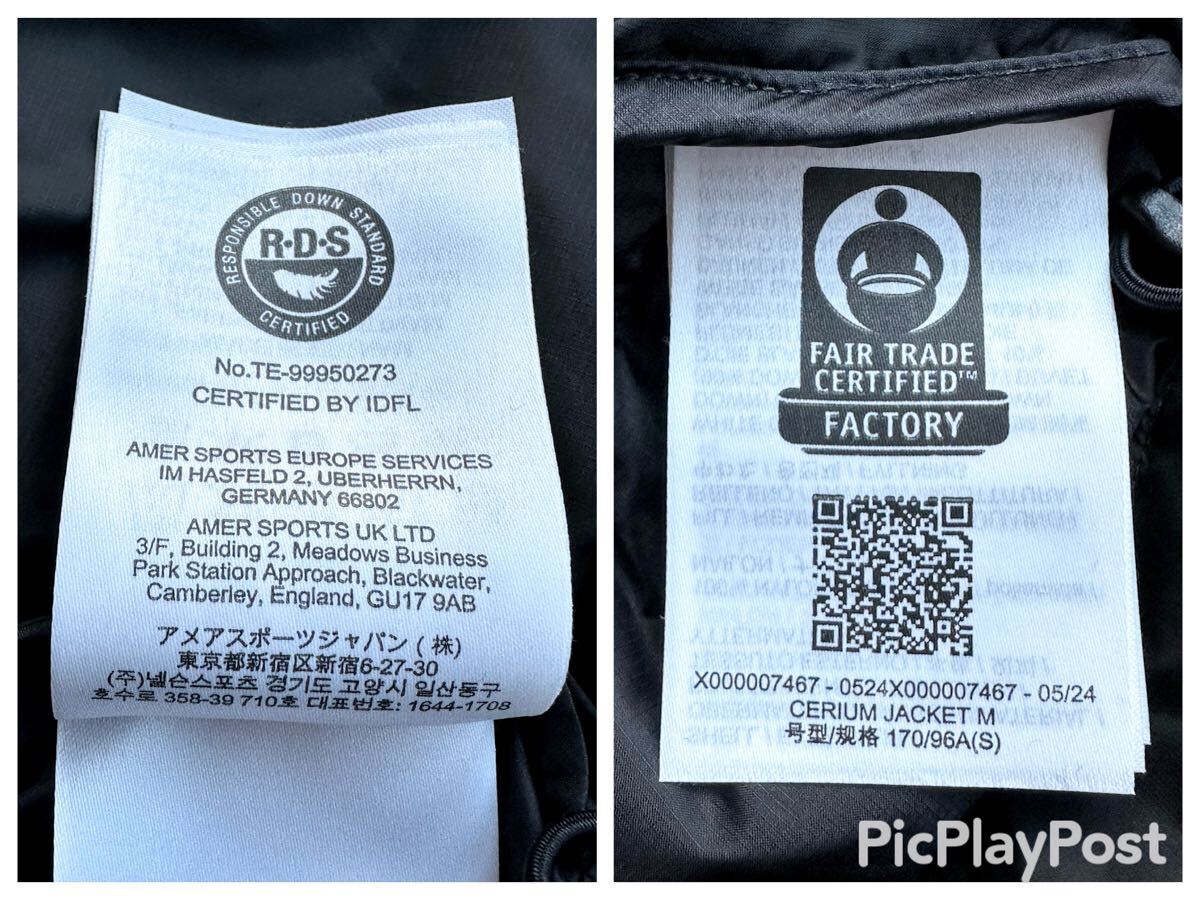 RESPONSIBLE DOWN STANDARD
R·D·S
CERTIFIED
No.TE-99950273
CERTIFIED BY IDFL
AMER SPORTS EUROPE SERVICES
IM HASFELD 2, UBERHERRN,
GERMANY 66802
AMER SPORTS UK LTD
3/F, Building 2, Meadows Business
Park Station Approach, Blackwater,
Camberley, England, GU17 9AB
アメアスポーツジャパン (株)
東京都新宿区新宿6-27-30
(주)넬슨스포츠 경기도 고양시 일산동구
호수로 358-39 710호 대표번호: 1644-1708
FAIR TRADE
CERTIFIED™
FACTORY
X000007467 - 0524X000007467 - 05/24
CERIUM JACKET M
号型/规格 170/96A(S)
PicPlayPost